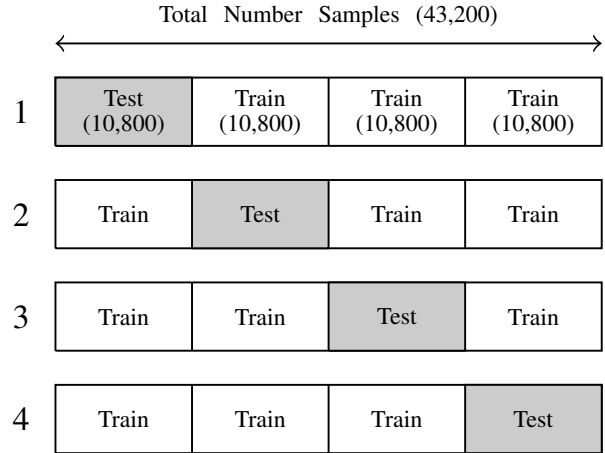 Total Number Samples (43,200)
1
Test Train Train Train
(10,800) (10,800) (10,800) (10,800)
2 Train Test Train Train
3 Train Train Test Train
4 Train Train Train Test